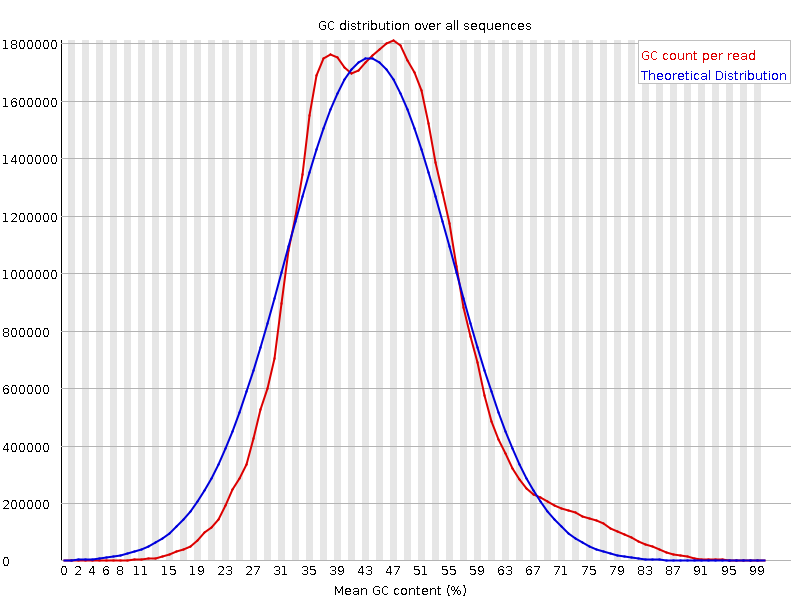 GC distribution over all sequences
GC count per read
Theoretical Distribution
1800000
1600000
1400000
1200000
1000000
800000
600000
400000
200000
0
0 2 4 6 8 11 15 19 23 27 31 35 39 43 47 51 55 59 63 67 71 75 79 83 87 91 95 99
Mean GC content (%)